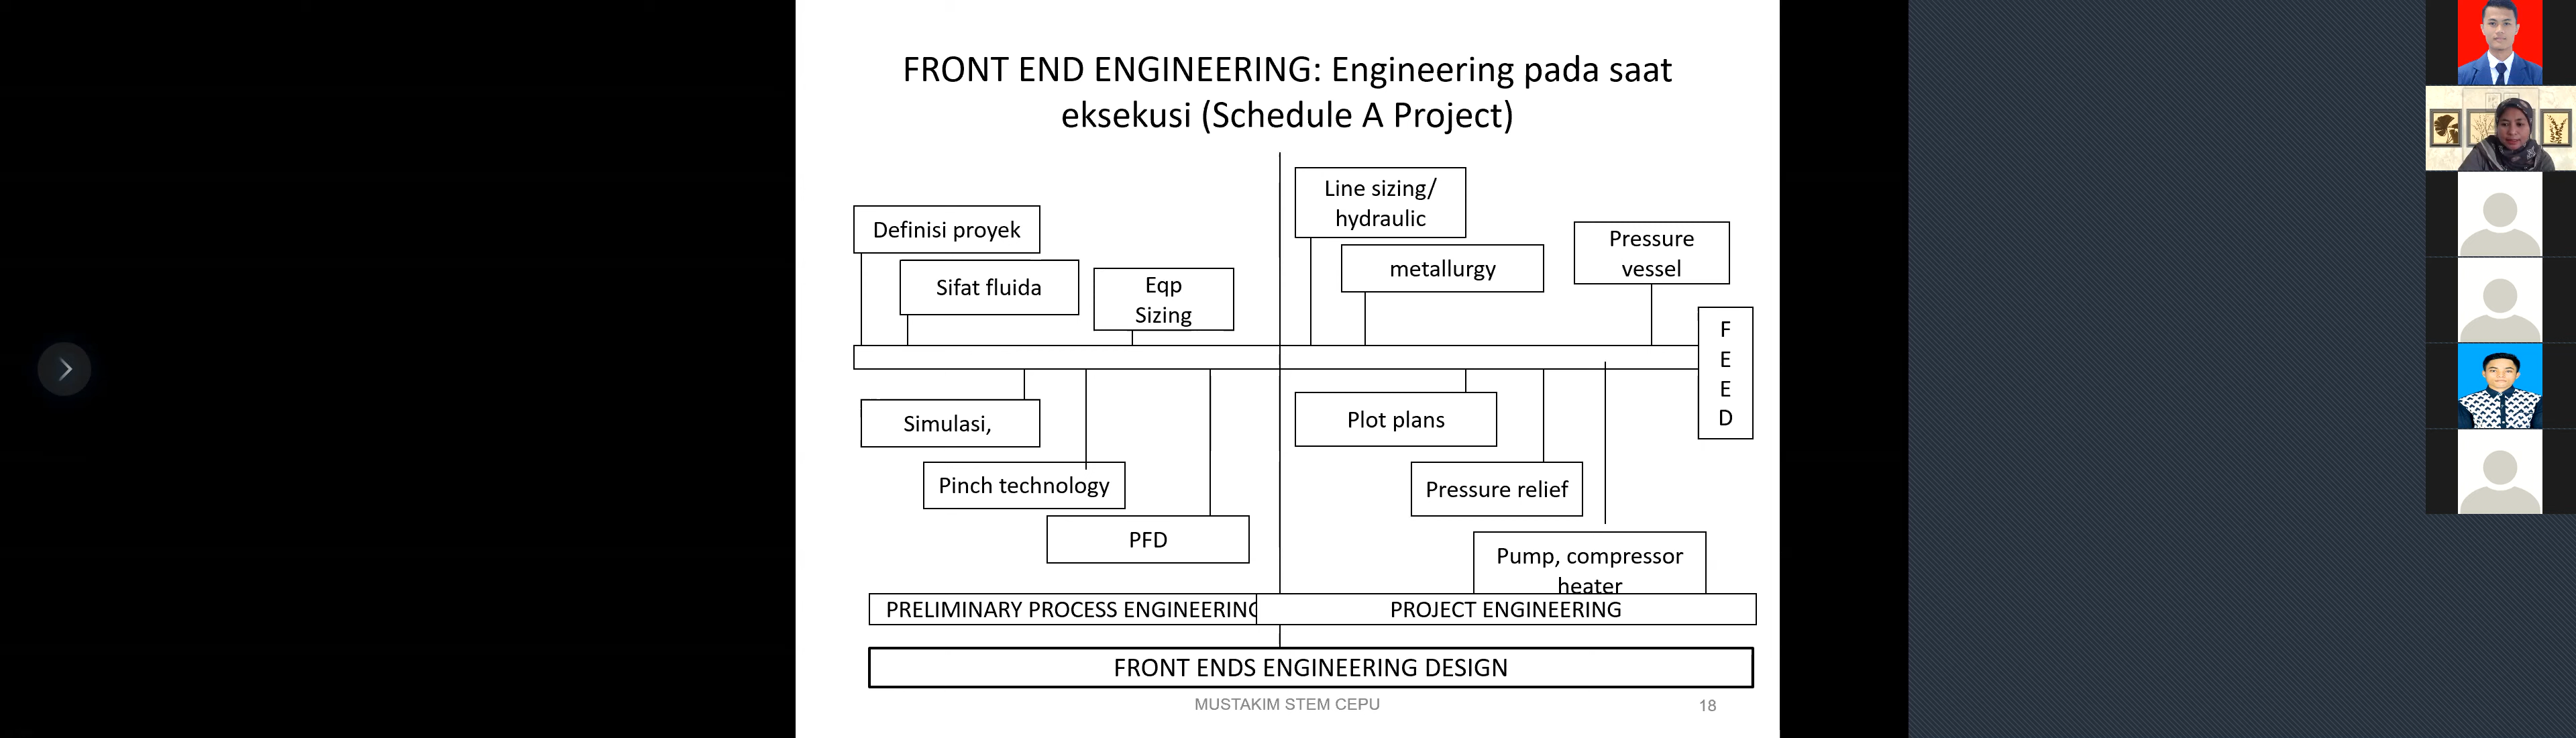 FRONT END ENGINEERING: Engineering pada saat
eksekusi (Schedule A Project)
Definisi proyek
Sifat fluida
Eqp
Sizing
Line sizing/
hydraulic
metallurgy
Pressure
vessel
F
E
E
D
Simulasi,
Pinch technology
PFD
Plot plans
Pressure relief
Pump, compressor
heater
PRELIMINARY PROCESS ENGINEERING
PROJECT ENGINEERING
FRONT ENDS ENGINEERING DESIGN
MUSTAKIM STEM CEPU
18